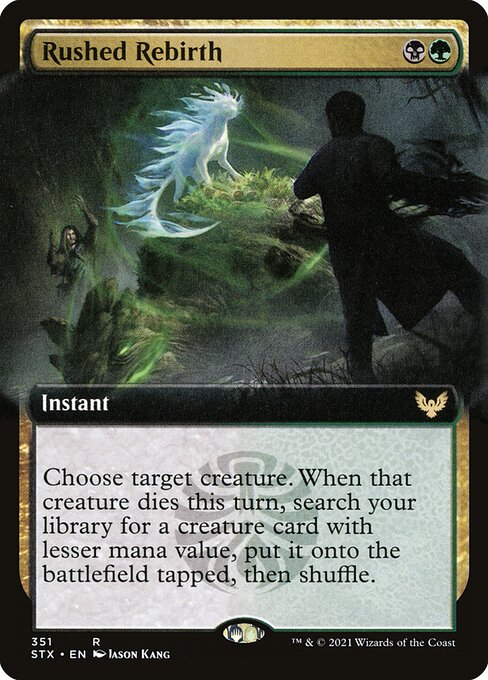 Rushed Rebirth
Instant
Choose target creature. When that
creature dies this turn, search your
library for a creature card with
lesser mana value, put it onto the
battlefield tapped, then shuffle.
351 R
™ & © 2021 Wizards of the Coast
STX • EN Jason Kang